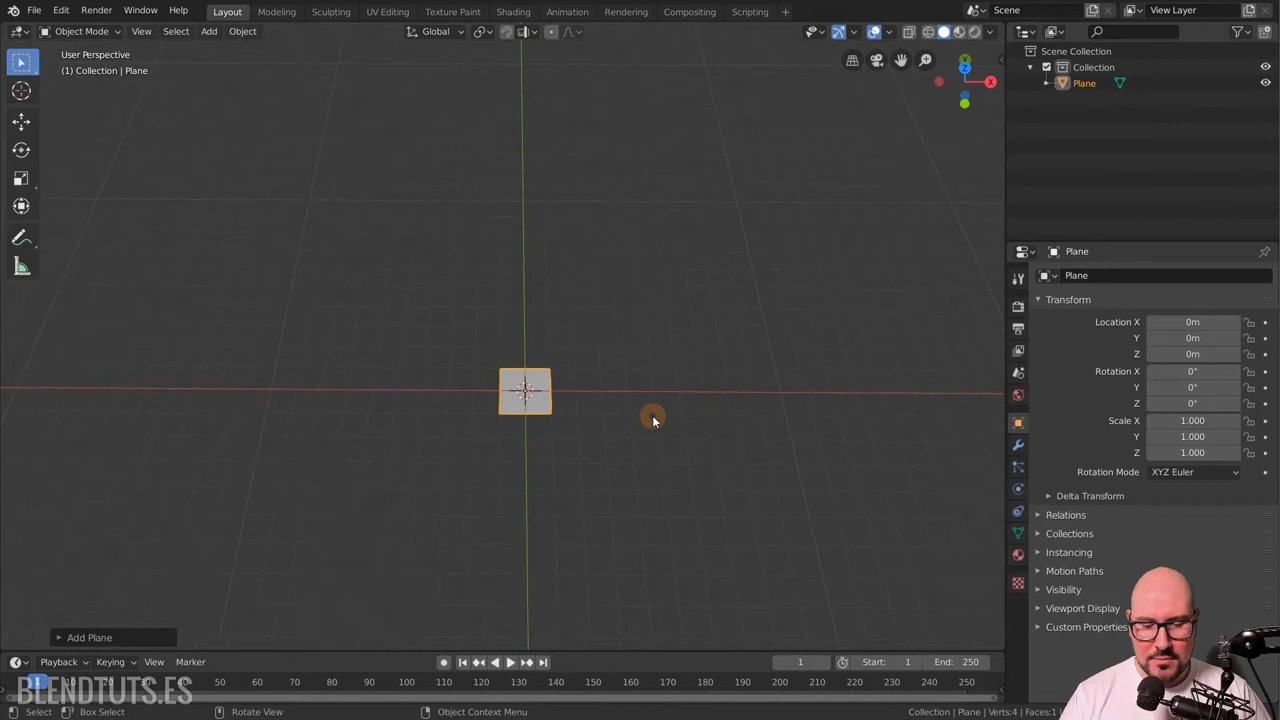 File Edit Render Window Help Layout Modeling Sculpting UV Editing Texture Paint Shading Animation Rendering Compositing Scripting + Scene View Layer
Object Mode View Select Add Object Global
User Perspective
(1) Collection | Plane
Z
X
Scene Collection
Collection
Plane
Plane
Plane
Transform
Location X 0m
Y 0m
Z 0m
Rotation X 0°
Y 0°
Z 0°
Scale X 1.000
Y 1.000
Z 1.000
Rotation Mode XYZ Euler
Delta Transform
Relations
Collections
Instancing
Motion Paths
Visibility
Viewport Display
Custom Properties
Add Plane
Playback Keying View Marker 1 Start: 1 End: 250
1 20 30 40 50 60 70 80 90 100 110 120 130 140 150 160 170 180 190 200 210 220 230 240 250
BLENDTUTS.ES
Select Box Select Rotate View Object Context Menu Collection | Plane | Verts:4 | Faces:1